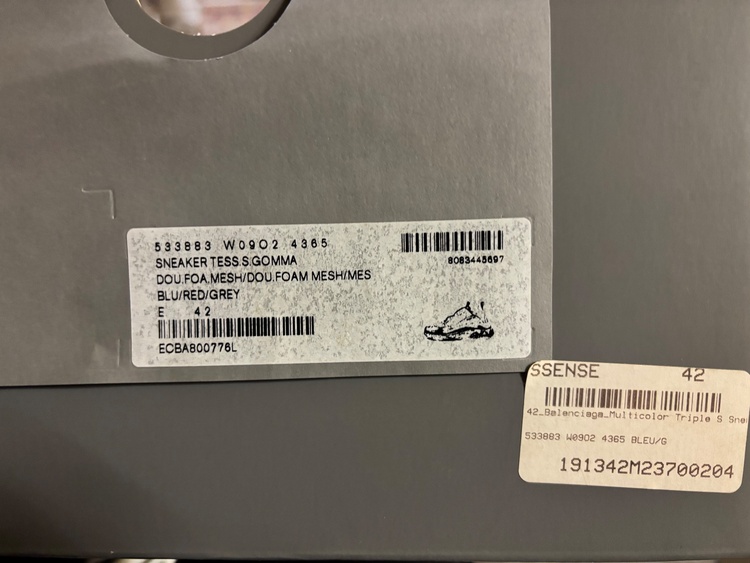 533883 W09O2 4365
SNEAKER TESS.S.GOMMA
DOU.FOA.MESH/DOU.FOAM MESH/MES
BLU/RED/GREY
E 42
ECBA800776L
8083443697
SSENSE 42
42_Balenciaga_Multicolor Triple S Sne
533883 W09O2 4365 BLEU/G
191342M23700204